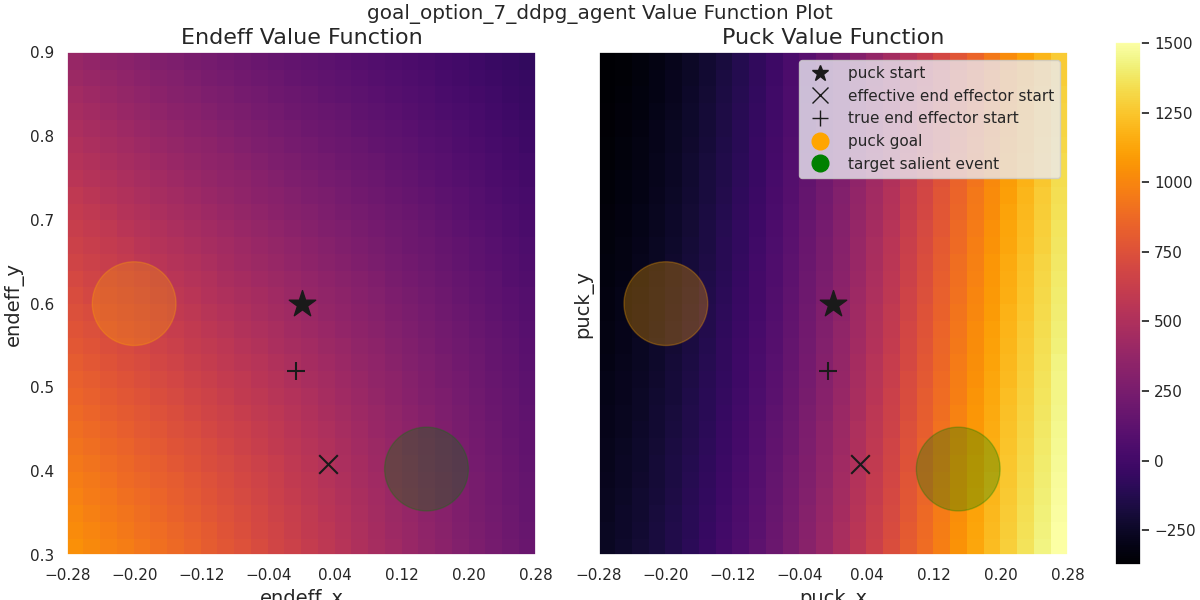 goal_option_7_ddpg_agent Value Function Plot
Endeff Value Function
Puck Value Function
0.9
0.8
0.7
0.6
0.5
0.4
0.3
endeff_y
−0.28
−0.20
−0.12
−0.04
0.04
0.12
0.20
0.28
endeff_x
puck_y
puck start
effective end effector start
true end effector start
puck goal
target salient event
−0.28
−0.20
−0.12
−0.04
0.04
0.12
0.20
0.28
puck_x
1500
1250
1000
750
500
250
0
−250